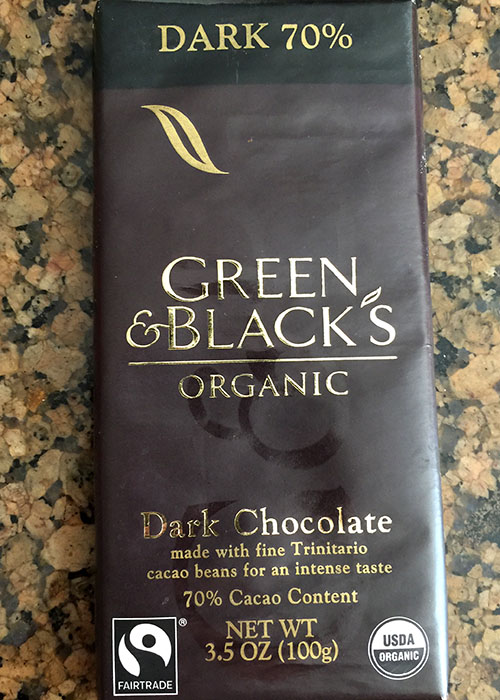 DARK 70%
GREEN
& BLACK'S
ORGANIC
Dark Chocolate
made with fine Trinitario
cacao beans for an intense taste
70% Cacao Content
NET WT
3.5 OZ (100g)
®
FAIRTRADE
USDA
ORGANIC